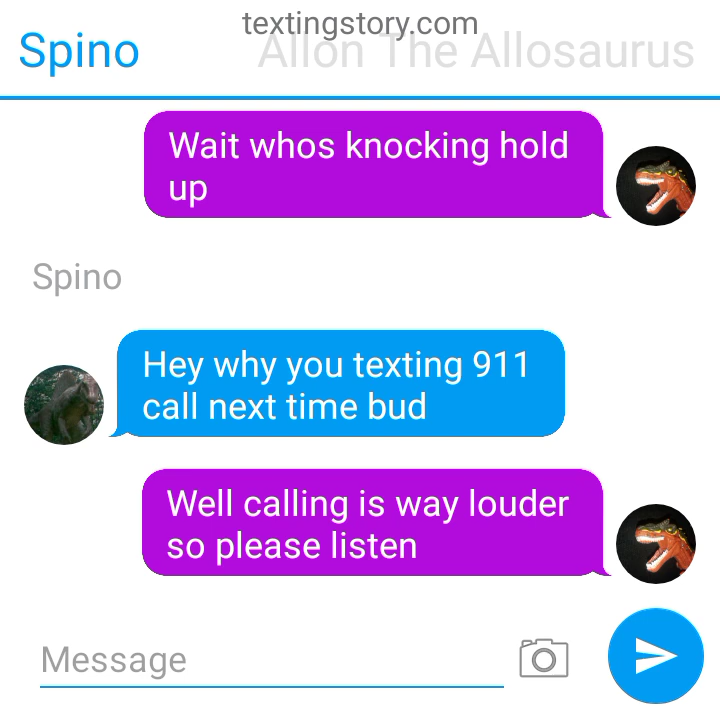 textingstory.com
Spino
Allon The Allosaurus
Wait whos knocking hold
up
Spino
Hey why you texting 911
call next time bud
Well calling is way louder
so please listen
Message